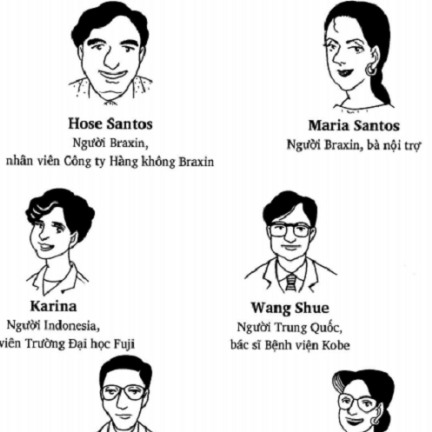 Hose Santos
Người Braxin,
nhân viên Công ty Hàng không Braxin
Maria Santos
Người Braxin, bà nội trợ
Karina
Người Indonesia,
viên Trường Đại học Fuji
Wang Shue
Người Trung Quốc,
bác sĩ Bệnh viện Kobe